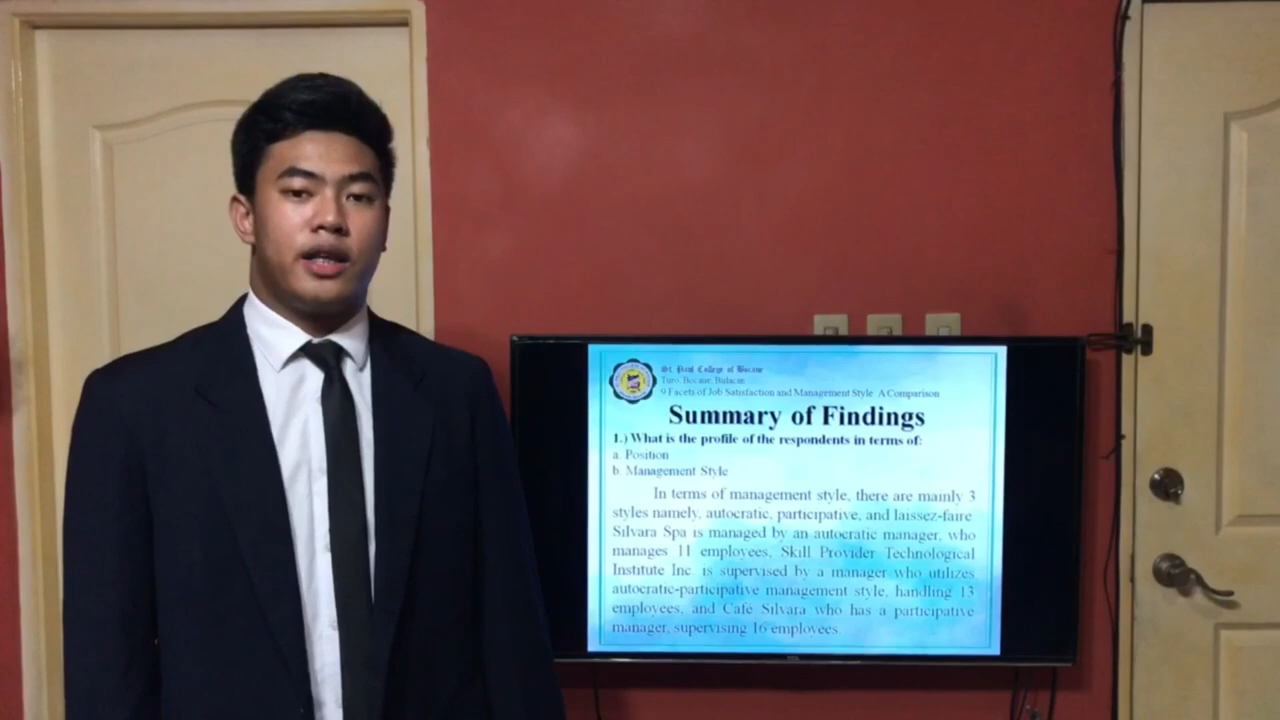 St. Paul College of Bocaue
Turo, Bocaue, Bulacan
9 Facets of Job Satisfaction and Management Style A Comparison
Summary of Findings
1.) What is the profile of the respondents in terms of:
a. Position
b. Management Style
In terms of management style, there are mainly 3
styles namely, autocratic, participative, and laissez-faire.
Silvara Spa is managed by an autocratic manager, who
manages 11 employees, Skill Provider Technological
Institute Inc. is supervised by a manager who utilizes
autocratic-participative management style, handling 13
employees, and Café Silvara who has a participative
manager, supervising 16 employees.